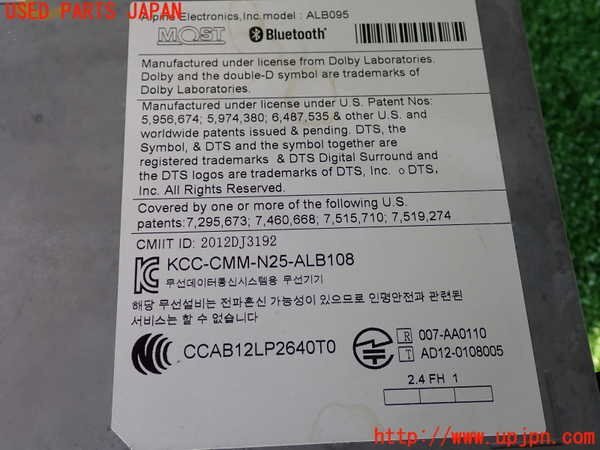 USED PARTS JAPAN
Alpine Electronics,Inc.model : ALB095
MOST Bluetooth®
Manufactured under license from Dolby Laboratories.
Dolby and the double-D symbol are trademarks of
Dolby Laboratories.
Manufactured under license under U.S. Patent Nos:
5,956,674; 5,974,380; 6,487,535 & other U.S. and
worldwide patents issued & pending. DTS, the
Symbol, & DTS and the symbol together are
registered trademarks & DTS Digital Surround and
the DTS logos are trademarks of DTS, Inc. © DTS,
Inc. All Rights Reserved.
Covered by one or more of the following U.S.
patents:7,295,673; 7,460,668; 7,515,710; 7,519,274
CMIIT ID: 2012DJ3192
KCC-CMM-N25-ALB108
무선데이터통신시스템용 무선기기
해당 무선설비는 전파혼신 가능성이 있으므로 인명안전과 관련된
서비스는 할 수 없습니다
CCAB12LP2640T0
R 007-AA0110
T AD12-0108005
2.4 FH 1
http://www.upjpn.com/